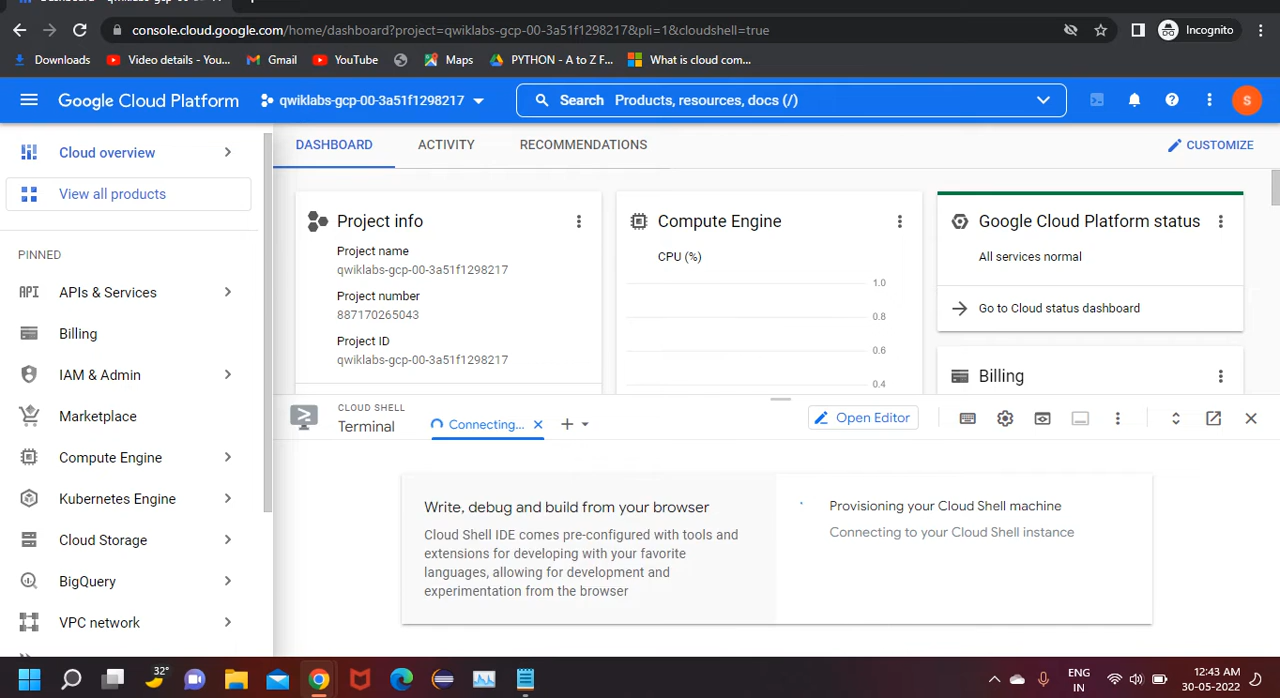 console.cloud.google.com/home/dashboard?project=qwiklabs-gcp-00-3a51f1298217&pli=1&cloudshell=true
Incognito
Downloads
Video details - You...
Gmail
YouTube
Maps
PYTHON - A to Z F...
What is cloud com...
Google Cloud Platform
qwiklabs-gcp-00-3a51f1298217
Search Products, resources, docs (/)
S
Cloud overview
View all products
PINNED
API APIs & Services
Billing
IAM & Admin
Marketplace
Compute Engine
Kubernetes Engine
Cloud Storage
BigQuery
VPC network
DASHBOARD
ACTIVITY
RECOMMENDATIONS
CUSTOMIZE
Project info
Project name
qwiklabs-gcp-00-3a51f1298217
Project number
887170265043
Project ID
qwiklabs-gcp-00-3a51f1298217
Compute Engine
CPU (%)
1.0
0.8
0.6
0.4
Google Cloud Platform status
All services normal
Go to Cloud status dashboard
Billing
CLOUD SHELL
Terminal
Connecting...
Open Editor
Write, debug and build from your browser
Cloud Shell IDE comes pre-configured with tools and
extensions for developing with your favorite
languages, allowing for development and
experimentation from the browser
Provisioning your Cloud Shell machine
Connecting to your Cloud Shell instance
32°
ENG
IN
12:43 AM
30-05-2022